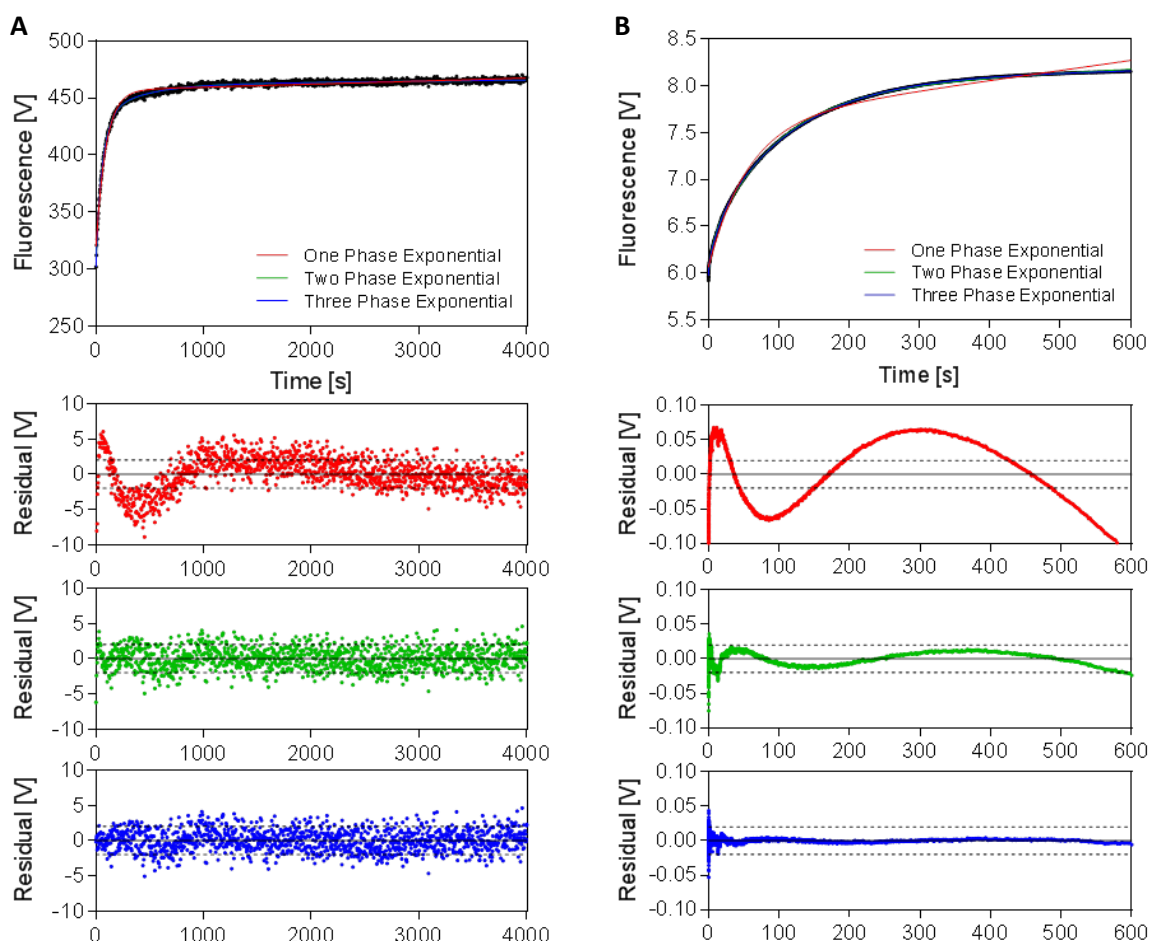 A
Fluorescence [V]
500
450
400
350
300
250
One Phase Exponential
Two Phase Exponential
Three Phase Exponential
0 1000 2000 3000 4000
Time [s]
Residual [V]
10
5
0
-5
-10
0 1000 2000 3000 4000
Residual [V]
10
5
0
-5
-10
0 1000 2000 3000 4000
Residual [V]
10
5
0
-5
-10
0 1000 2000 3000 4000
B
Fluorescence [V]
8.5
8.0
7.5
7.0
6.5
6.0
5.5
One Phase Exponential
Two Phase Exponential
Three Phase Exponential
0 100 200 300 400 500 600
Time [s]
Residual [V]
0.10
0.05
0.00
-0.05
-0.10
0 100 200 300 400 500 600
Residual [V]
0.10
0.05
0.00
-0.05
-0.10
0 100 200 300 400 500 600
Residual [V]
0.10
0.05
0.00
-0.05
-0.10
0 100 200 300 400 500 600